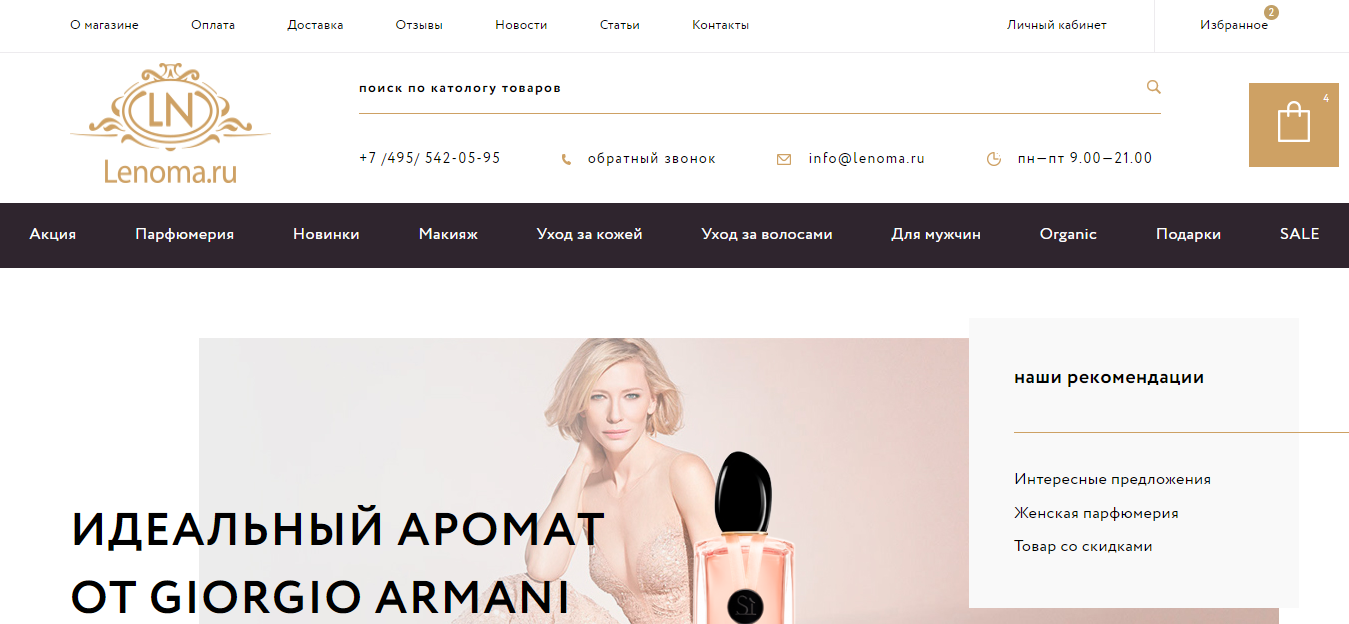 О магазине Оплата Доставка Отзывы Новости Статьи Контакты Личный кабинет Избранное 2
LN
Lenoma.ru
поиск по катологу товаров
4
+7 /495/ 542-05-95 обратный звонок info@lenoma.ru пн—пт 9.00—21.00
Акция Парфюмерия Новинки Макияж Уход за кожей Уход за волосами Для мужчин Organic Подарки SALE
ИДЕАЛЬНЫЙ АРОМАТ
ОТ GIORGIO ARMANI
Sì
наши рекомендации
Интересные предложения
Женская парфюмерия
Товар со скидками